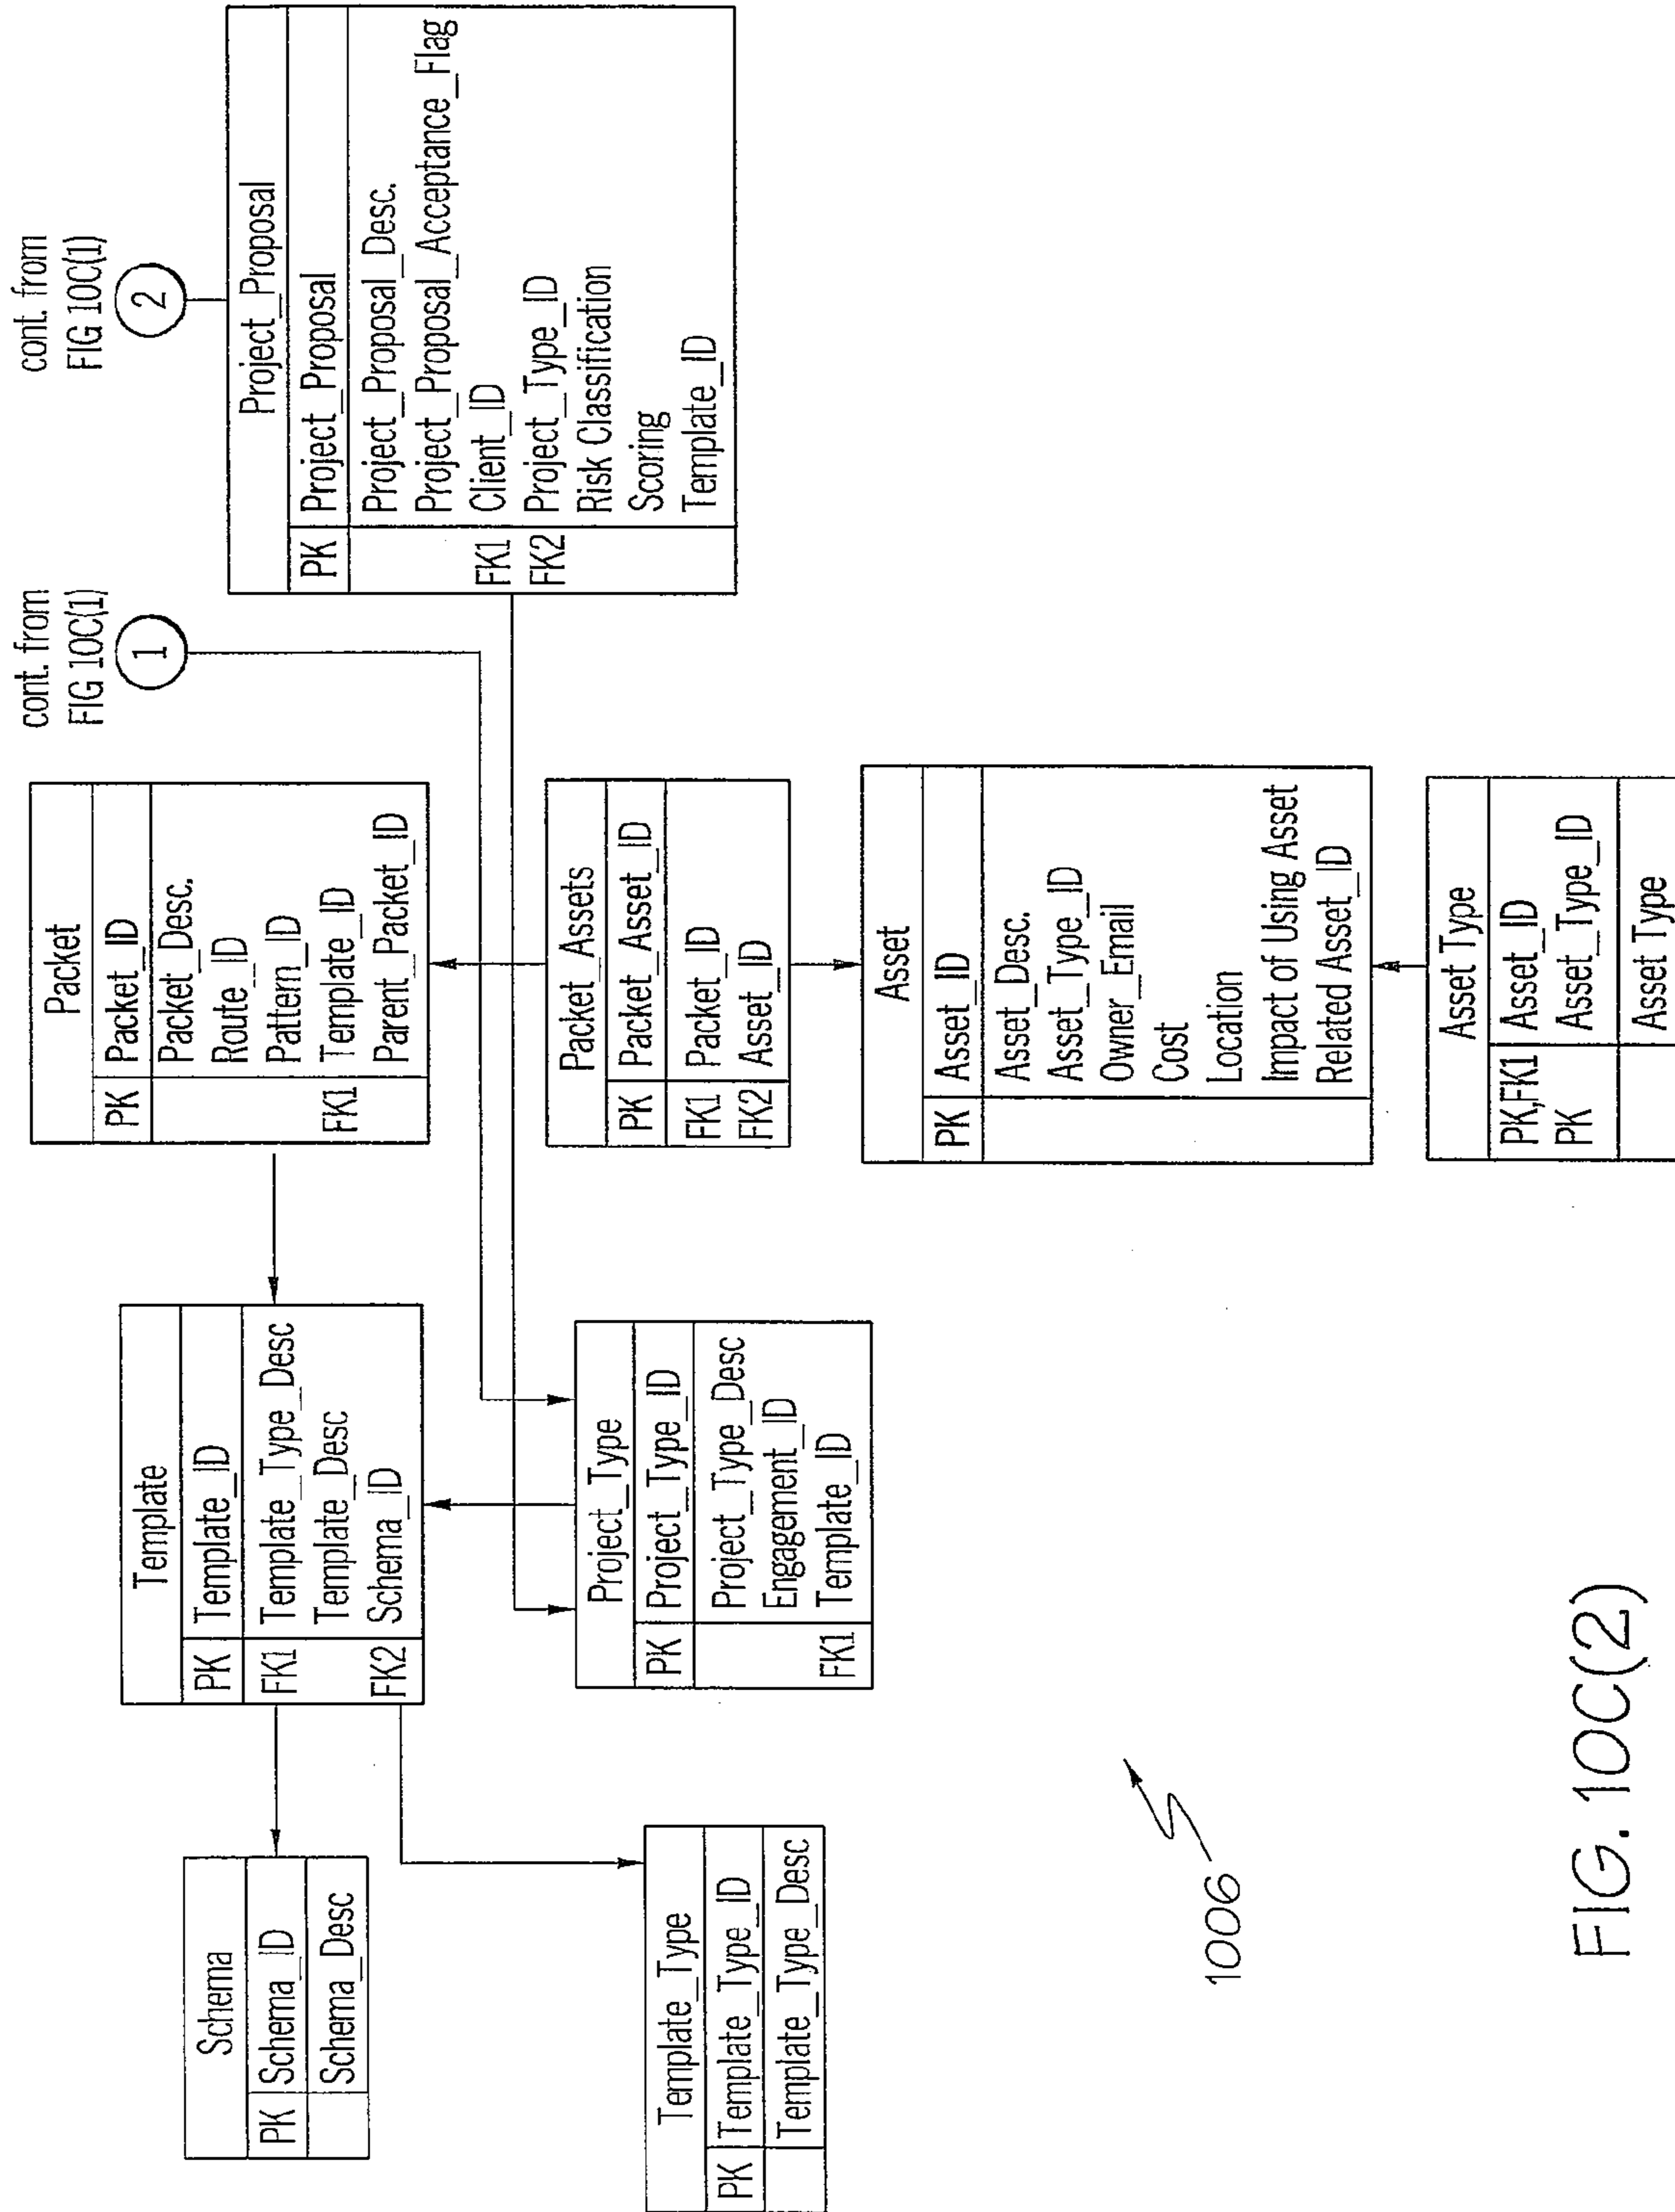 cont. from
FIG 10C(1)
2
Project_Proposal
PK Project_Proposal
Project_Proposal_Desc.
Project_Proposal_Acceptance_Flag
FK1 Client_ID
FK2 Project_Type_ID
Risk Classification
Scoring
Template_ID
cont. from
FIG 10C(1)
1
Packet
PK Packet_ID
Packet_Desc.
Route_ID
Pattern_ID
FK1 Template_ID
Parent_Packet_ID
Packet_Assets
PK Packet_Asset_ID
FK1 Packet_ID
FK2 Asset_ID
Asset
PK Asset_ID
Asset_Desc.
Asset_Type_ID
Owner_Email
Cost
Location
Impact of Using Asset
Related Asset_ID
Asset Type
PK,FK1 Asset_ID
PK Asset_Type_ID
Asset Type
Template
PK Template_ID
FK1 Template_Type_Desc
Template_Desc
FK2 Schema_ID
Project_Type
PK Project_Type_ID
Project_Type_Desc
Engagement_ID
FK1 Template_ID
Schema
PK Schema_ID
Schema_Desc
Template_Type
PK Template_Type_ID
Template_Type_Desc
1006
FIG. 10C(2)